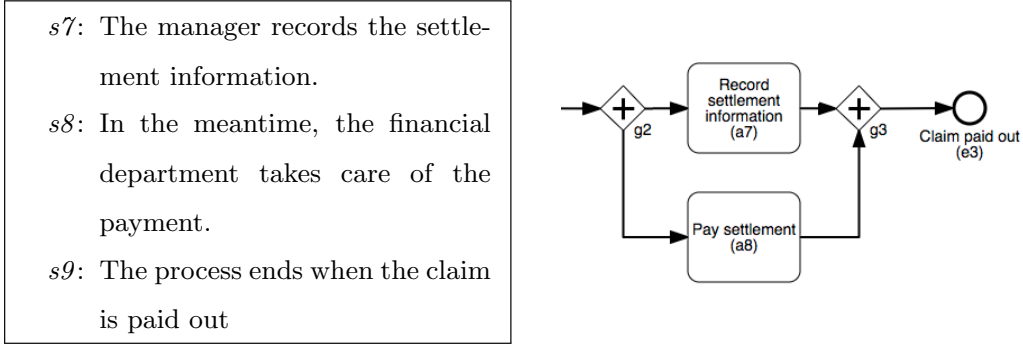 s7: The manager records the settle-
ment information.
s8: In the meantime, the financial
department takes care of the
payment.
s9: The process ends when the claim
is paid out
Record
settlement
information
(a7)
g2
g3
Claim paid out
(e3)
Pay settlement
(a8)